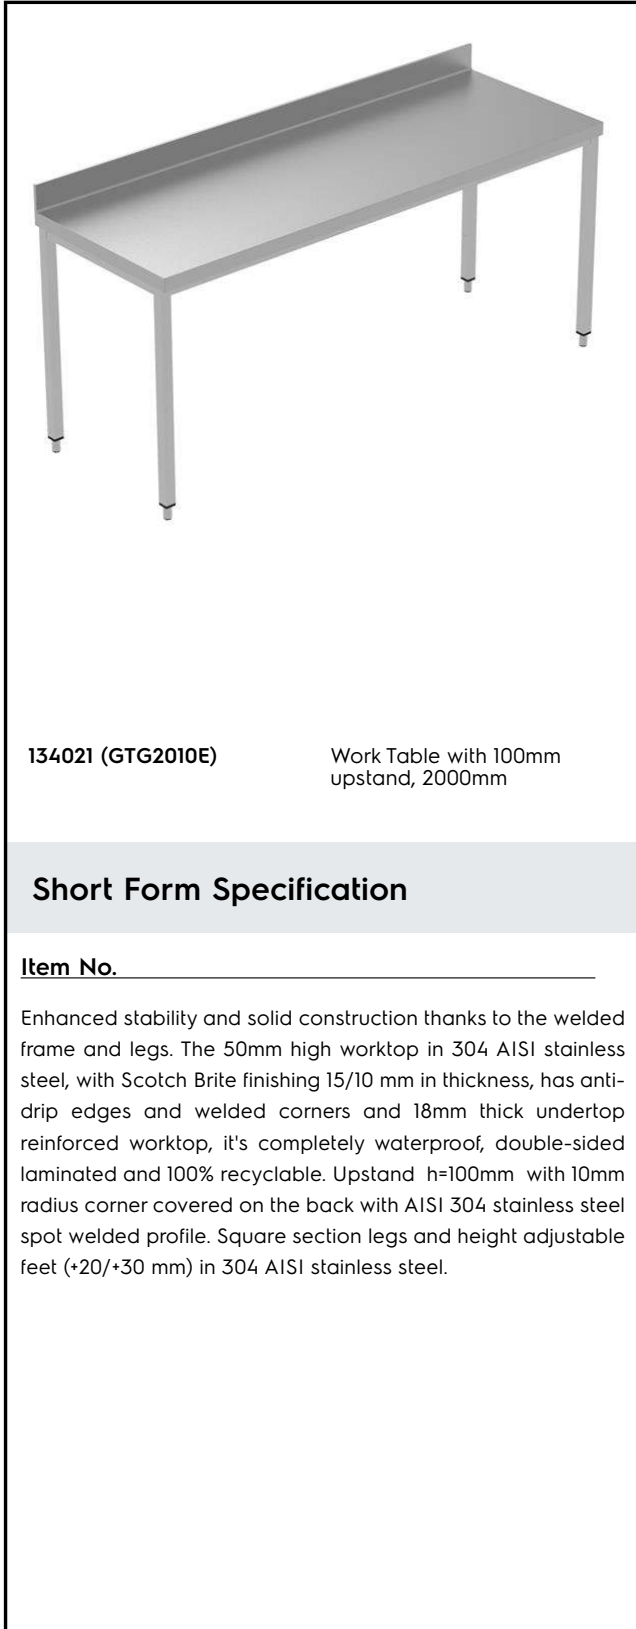 134021 (GTG2010E)
Work Table with 100mm
upstand, 2000mm
Short Form Specification
Item No.
Enhanced stability and solid construction thanks to the welded
frame and legs. The 50mm high worktop in 304 AISI stainless
steel, with Scotch Brite finishing 15/10 mm in thickness, has anti-
drip edges and welded corners and 18mm thick undertop
reinforced worktop, it's completely waterproof, double-sided
laminated and 100% recyclable. Upstand h=100mm with 10mm
radius corner covered on the back with AISI 304 stainless steel
spot welded profile. Square section legs and height adjustable
feet (+20/+30 mm) in 304 AISI stainless steel.